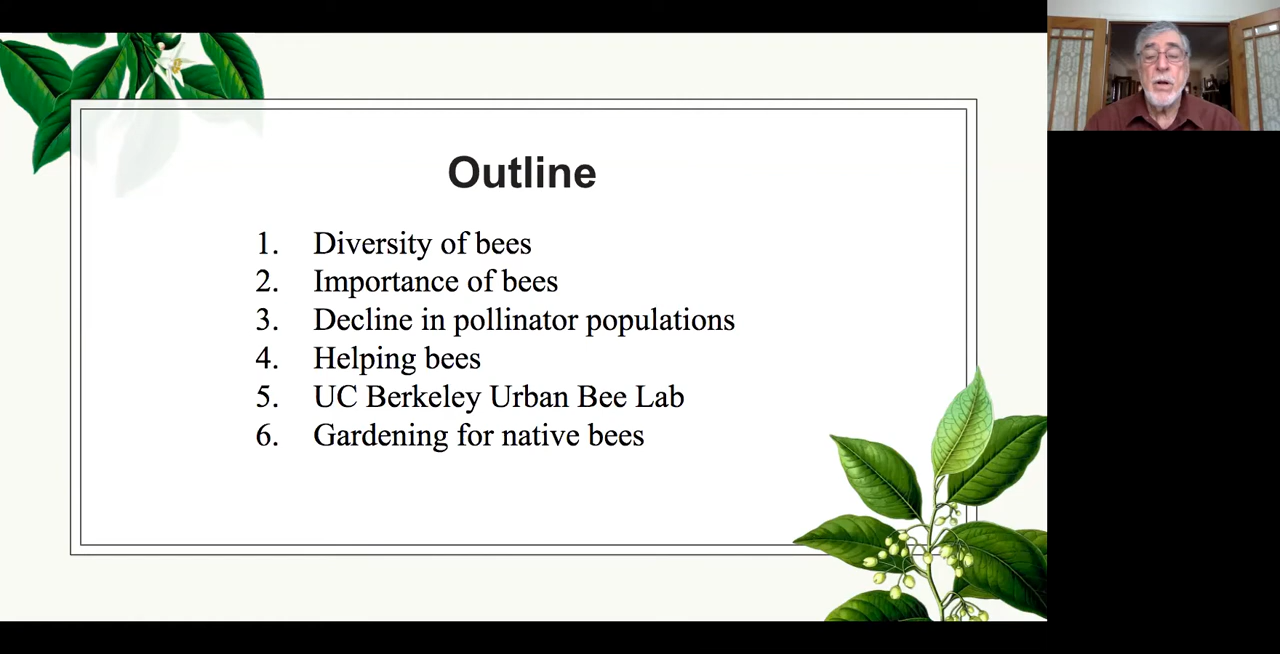 Outline
1. Diversity of bees
2. Importance of bees
3. Decline in pollinator populations
4. Helping bees
5. UC Berkeley Urban Bee Lab
6. Gardening for native bees